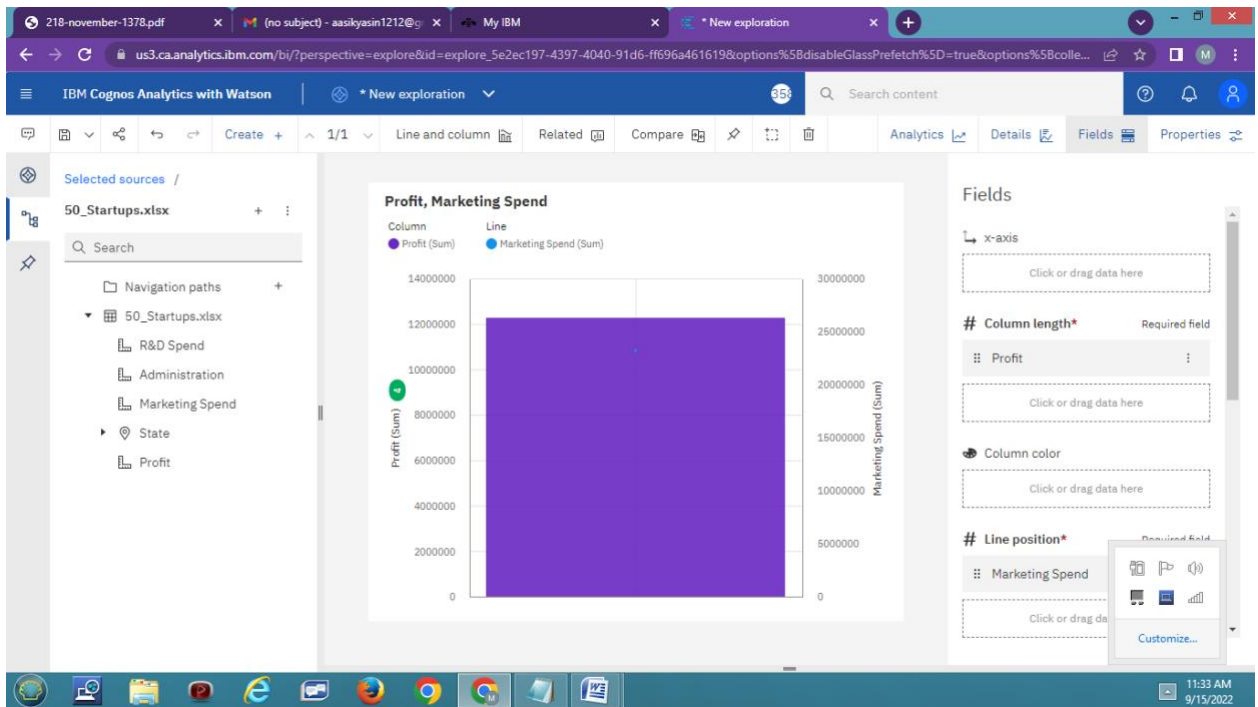 218-november-1378.pdf
(no subject) - aasikyasin1212@g
My IBM
* New exploration
us3.ca.analytics.ibm.com/bi/?perspective=explore&id=explore_5e2ec197-4397-4040-91d6-ff696a461619&options%5BdisableGlassPrefetch%5D=true&options%5Bcolle...
M
IBM Cognos Analytics with Watson
* New exploration
Search content
Create +
1/1
Line and column
Related
Compare
Analytics
Details
Fields
Properties
Selected sources /
50_Startups.xlsx
Search
Navigation paths
50_Startups.xlsx
R&D Spend
Administration
Marketing Spend
State
Profit
Profit, Marketing Spend
Column
Line
Profit (Sum)
Marketing Spend (Sum)
14000000
12000000
10000000
8000000
6000000
4000000
2000000
0
Profit (Sum)
30000000
25000000
20000000
15000000
10000000
5000000
0
Marketing Spend (Sum)
Fields
x-axis
Click or drag data here
# Column length* Required field
Profit
Click or drag data here
Column color
Click or drag data here
# Line position* Required field
Marketing Spend
Click or drag da
Customize...
11:33 AM
9/15/2022